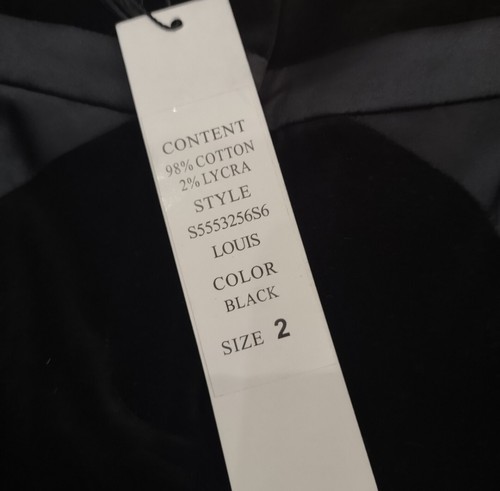 CONTENT
98% COTTON
2% LYCRA
STYLE
S5553256S6
LOUIS
COLOR
BLACK
SIZE 2